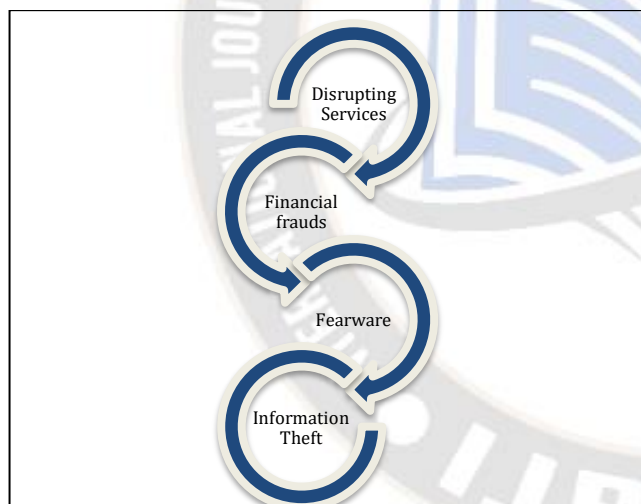 Disrupting
Services
Financial
frauds
Fearware
Information
Theft